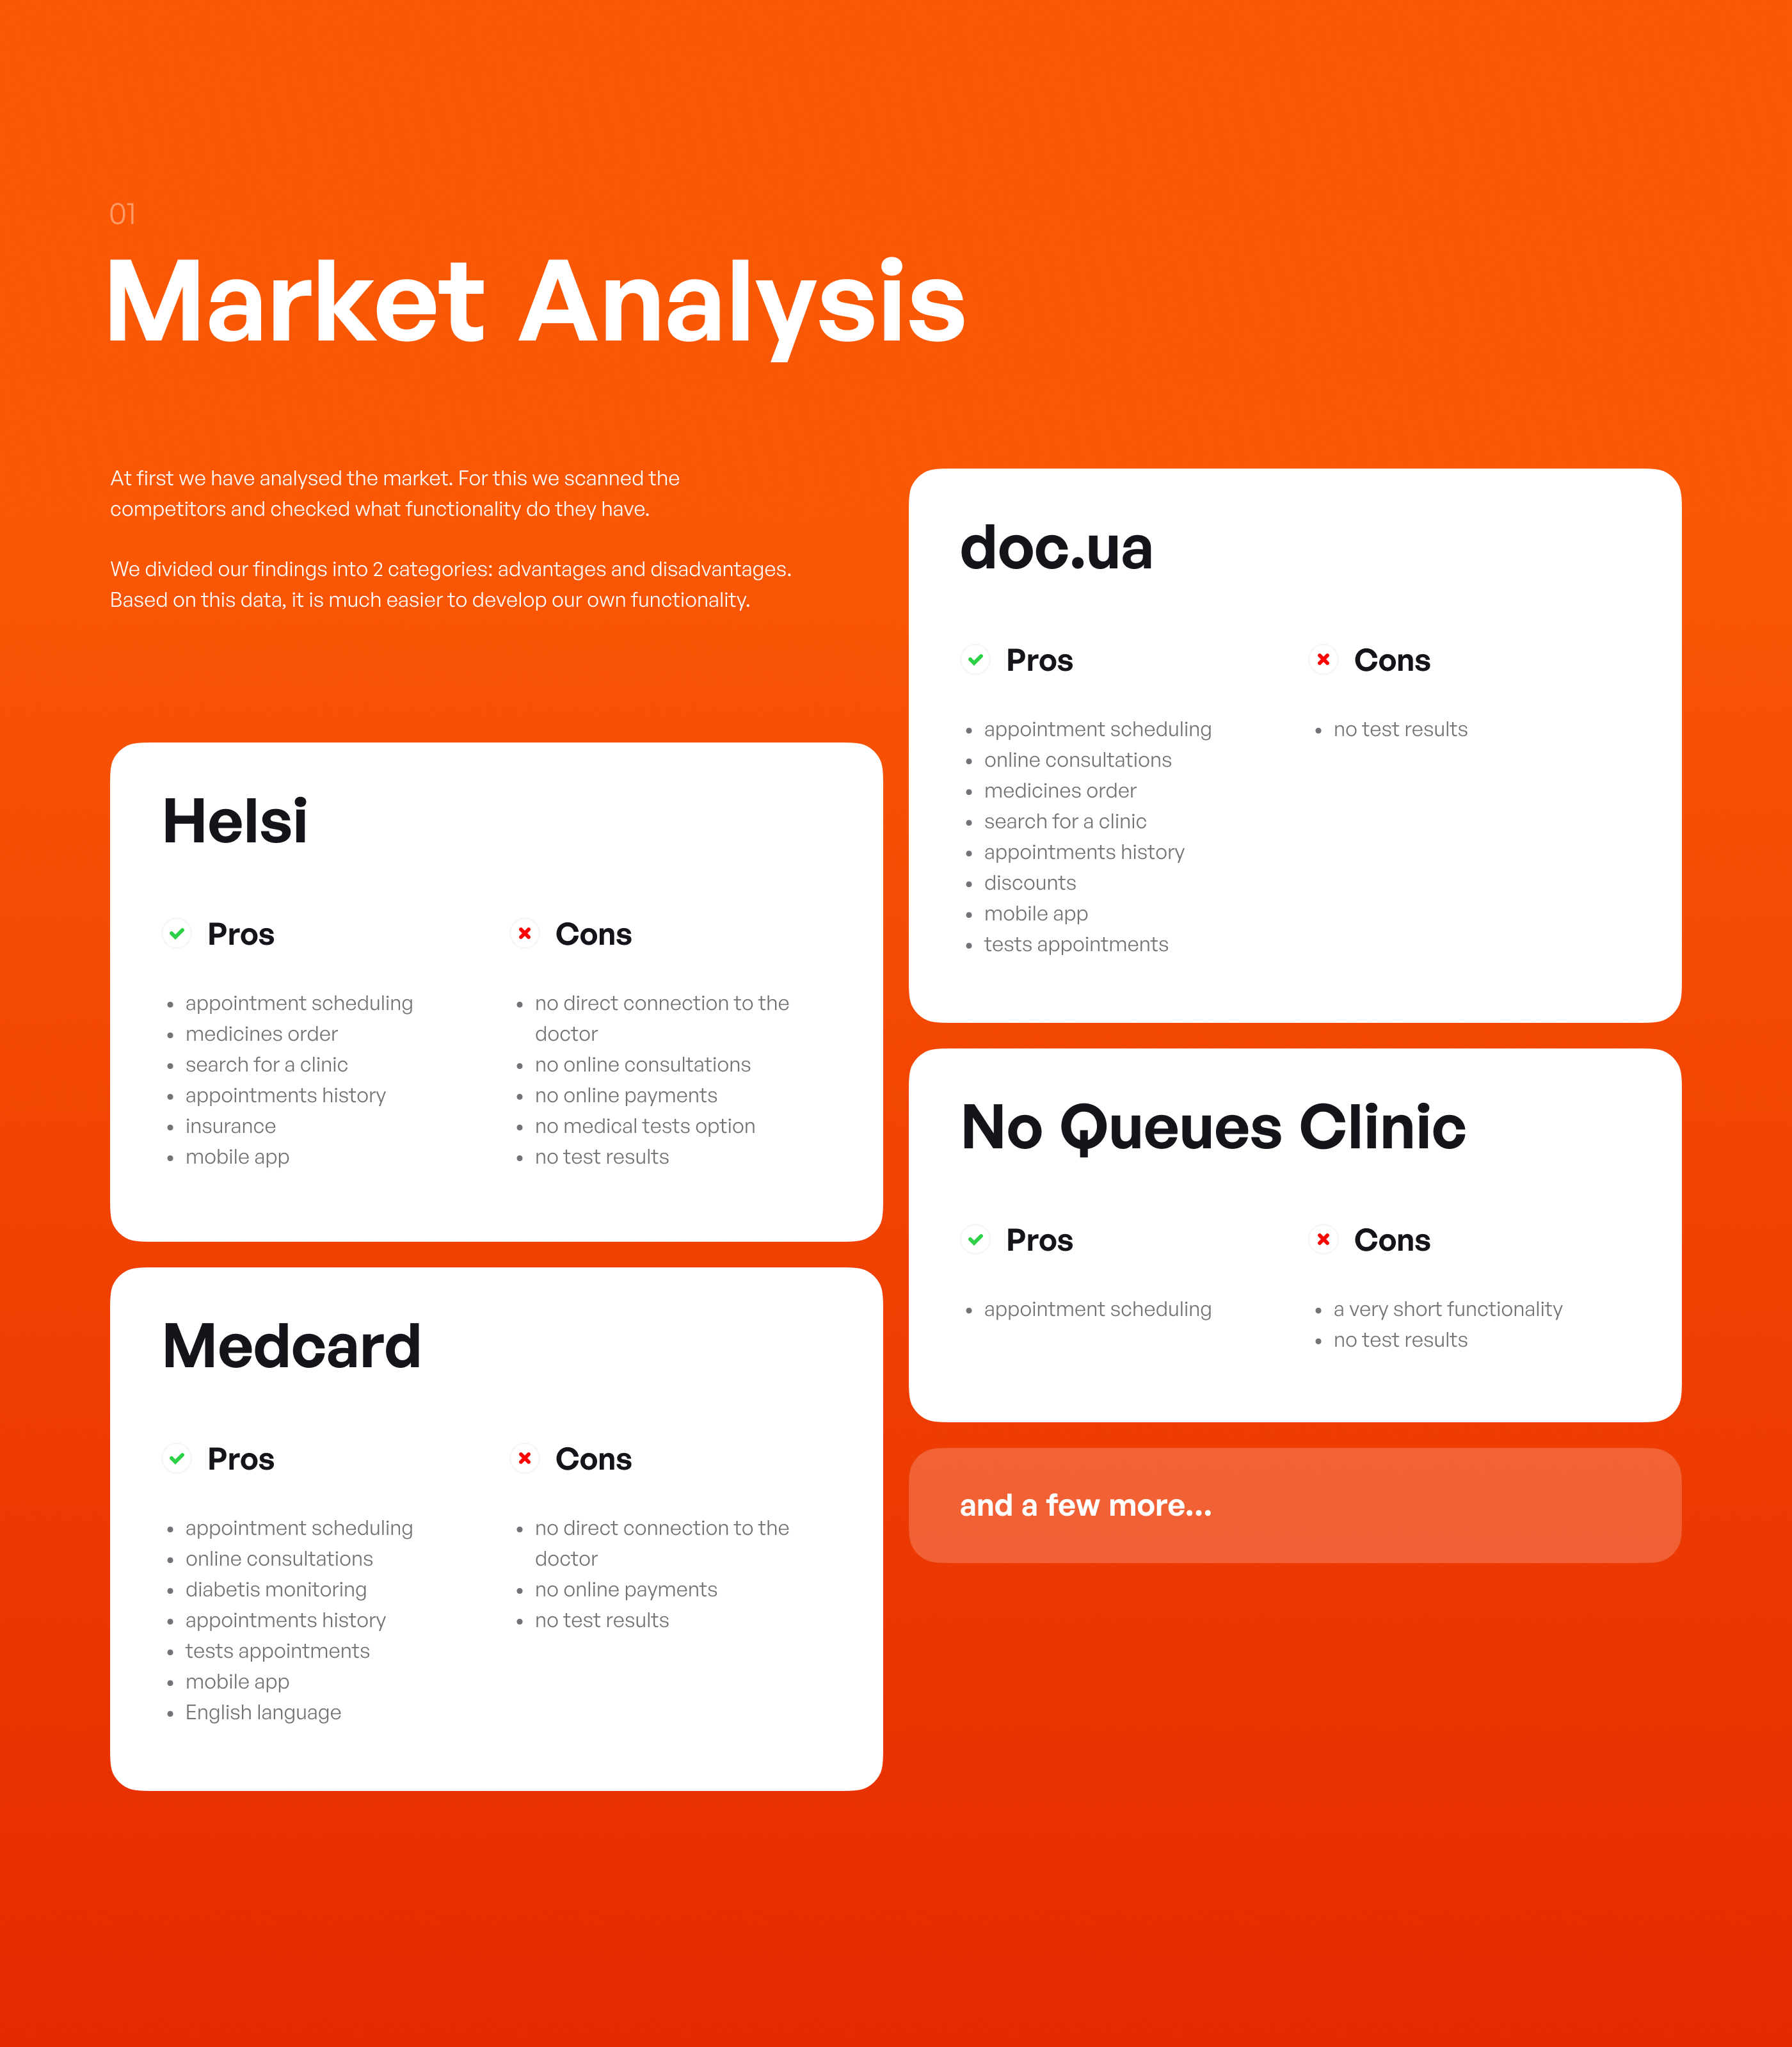 01
Market Analysis
At first we have analysed the market. For this we scanned the
competitors and checked what functionality do they have.
We divided our findings into 2 categories: advantages and disadvantages.
Based on this data, it is much easier to develop our own functionality.
Helsi
Pros
appointment scheduling
medicines order
search for a clinic
appointments history
insurance
mobile app
Cons
no direct connection to the
doctor
no online consultations
no online payments
no medical tests option
no test results
Medcard
Pros
appointment scheduling
online consultations
diabetis monitoring
appointments history
tests appointments
mobile app
English language
Cons
no direct connection to the
doctor
no online payments
no test results
doc.ua
Pros
appointment scheduling
online consultations
medicines order
search for a clinic
appointments history
discounts
mobile app
tests appointments
Cons
no test results
No Queues Clinic
Pros
appointment scheduling
Cons
a very short functionality
no test results
and a few more...